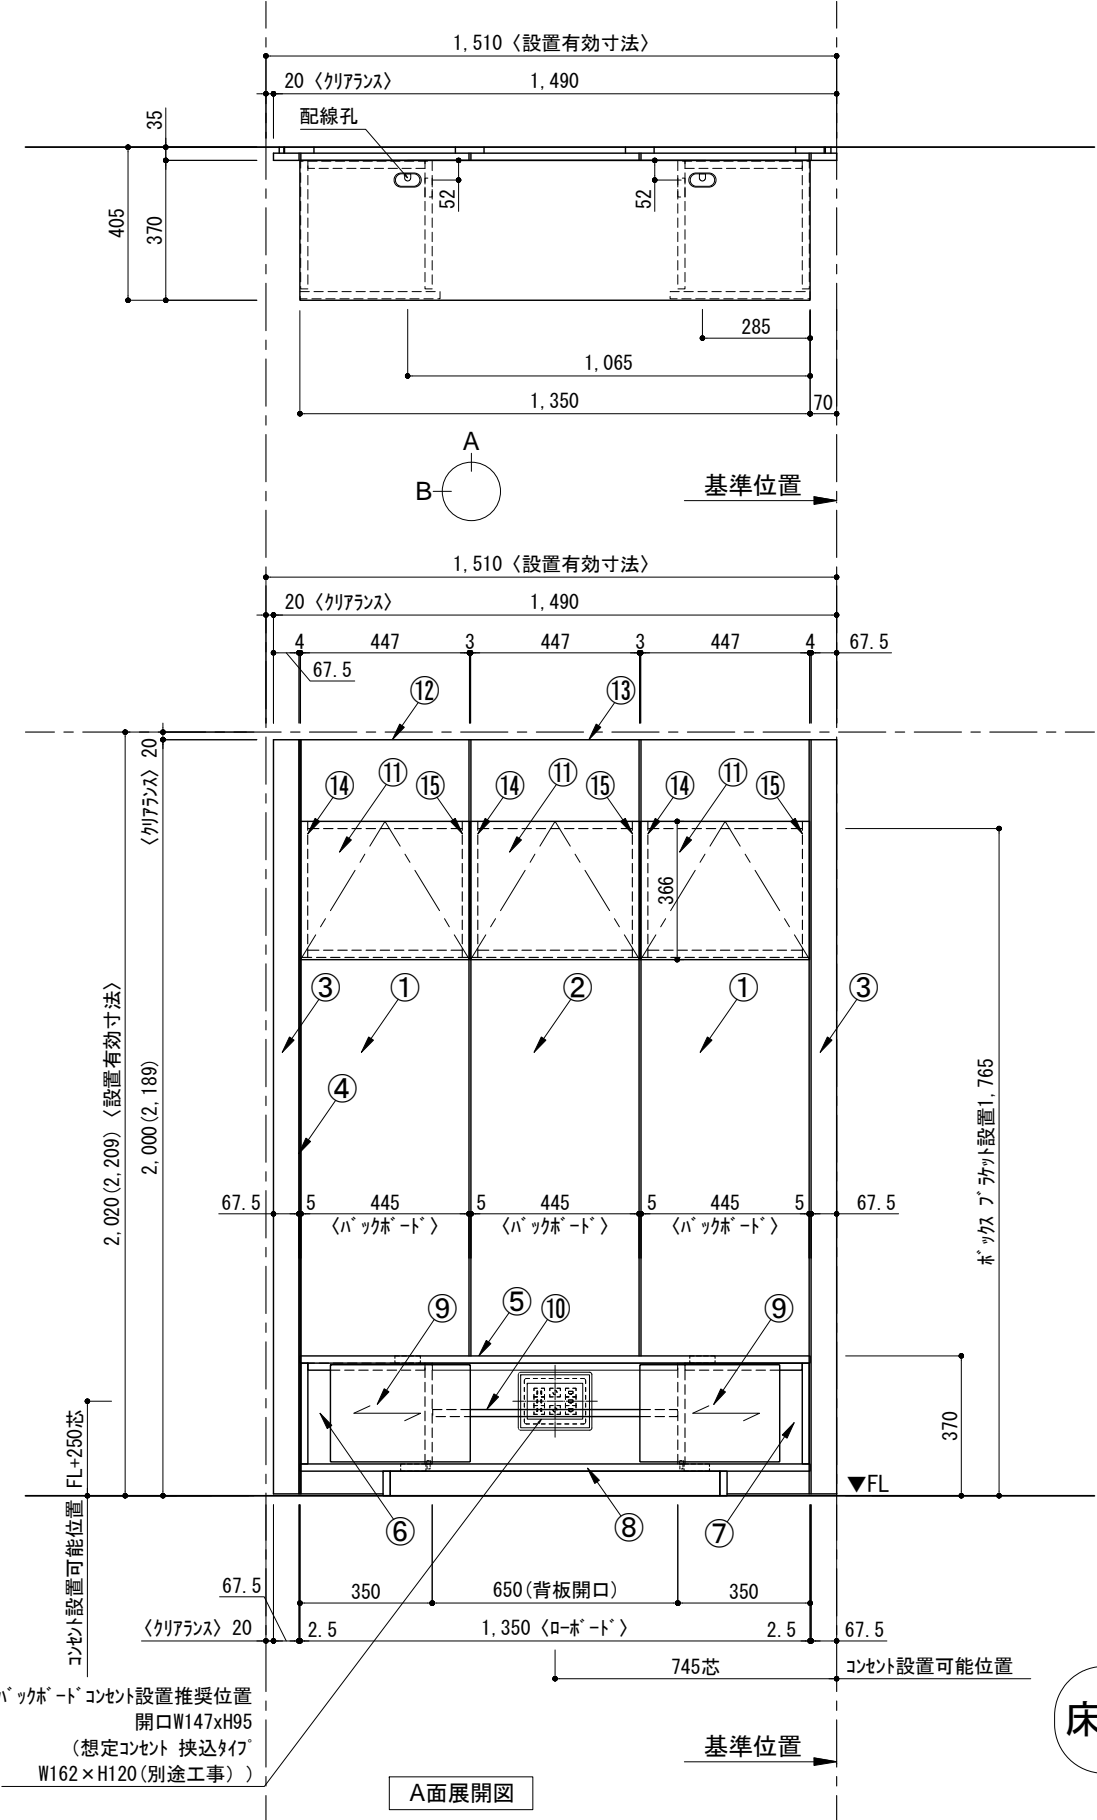 1,510〈設置有効寸法〉
20〈クリアランス〉
1,490
配線孔
35
405
370
52
52
285
1,065
1,350
70
A
B
基準位置
1,510〈設置有効寸法〉
20〈クリアランス〉
1,490
4
447
3
447
3
447
4
67.5
67.5
⑫
⑬
〈クリアランス〉20
⑭
⑪
⑮
⑭
⑪
⑮
⑭
⑪
⑮
366
③
①
②
①
③
④
2,020(2,209)〈設置有効寸法〉
2,000(2,189)
ボックス ブラケット設置1,765
67.5
5
445
5
445
5
445
5
67.5
〈バックボード〉
〈バックボード〉
〈バックボード〉
⑨
⑤
⑩
⑨
370
FL+250芯
コンセント設置可能位置
▼FL
⑥
⑧
⑦
67.5
350
650(背板開口)
350
〈クリアランス〉20
2.5
1,350〈ローボード〉
2.5
67.5
745芯
コンセント設置可能位置
バックボードコンセント設置推奨位置
開口W147xH95
(想定コンセント 挟込タイプ
W162×H120(別途工事))
基準位置
A面展開図
床